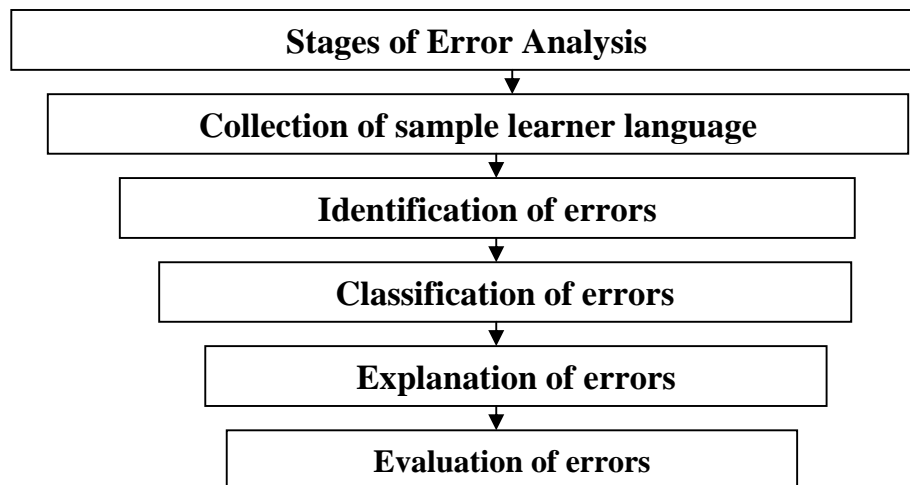 Stages of Error Analysis
Collection of sample learner language
Identification of errors
Classification of errors
Explanation of errors
Evaluation of errors